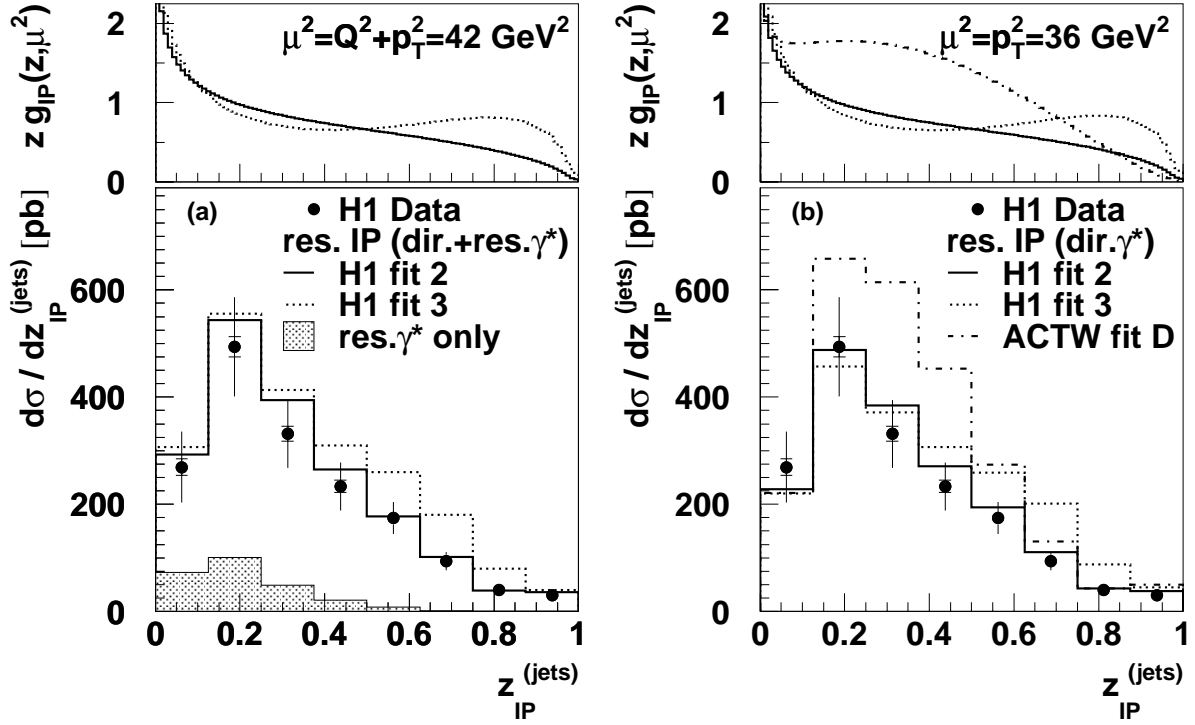 z g_IP(z,μ²)
2
1
0
μ²=Q²+p_T²=42 GeV²
dσ / dz_IP^(jets) [pb]
600
400
200
0
(a)
H1 Data
res. IP (dir.+res.γ*)
H1 fit 2
H1 fit 3
res.γ* only
0 0.2 0.4 0.6 0.8 1
z_IP^(jets)
z g_IP(z,μ²)
2
1
0
μ²=p_T²=36 GeV²
dσ / dz_IP^(jets) [pb]
600
400
200
0
(b)
H1 Data
res. IP (dir.γ*)
H1 fit 2
H1 fit 3
ACTW fit D
0 0.2 0.4 0.6 0.8 1
z_IP^(jets)